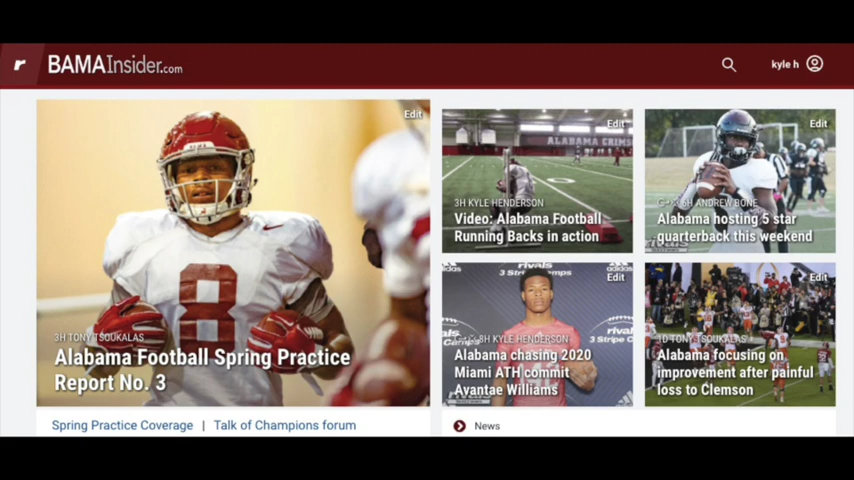 BAMAInsider.com
kyle h
Edit
8
3H TONY TSOUKALAS
Alabama Football Spring Practice
Report No. 3
Edit
ALABAMA CRIMS
3H KYLE HENDERSON
Video: Alabama Football
Running Backs in action
Edit
6H ANDREW BONE
Alabama hosting 5 star
quarterback this weekend
adidas
rivals
3 Stripe Camps
adidas
Edit
rivals
3 Stripe C
8H KYLE HENDERSON
Alabama chasing 2020
Miami ATH commit
Avantae Williams
Edit
1D TONY TSOUKALAS
Alabama focusing on
improvement after painful
loss to Clemson
Spring Practice Coverage | Talk of Champions forum
News